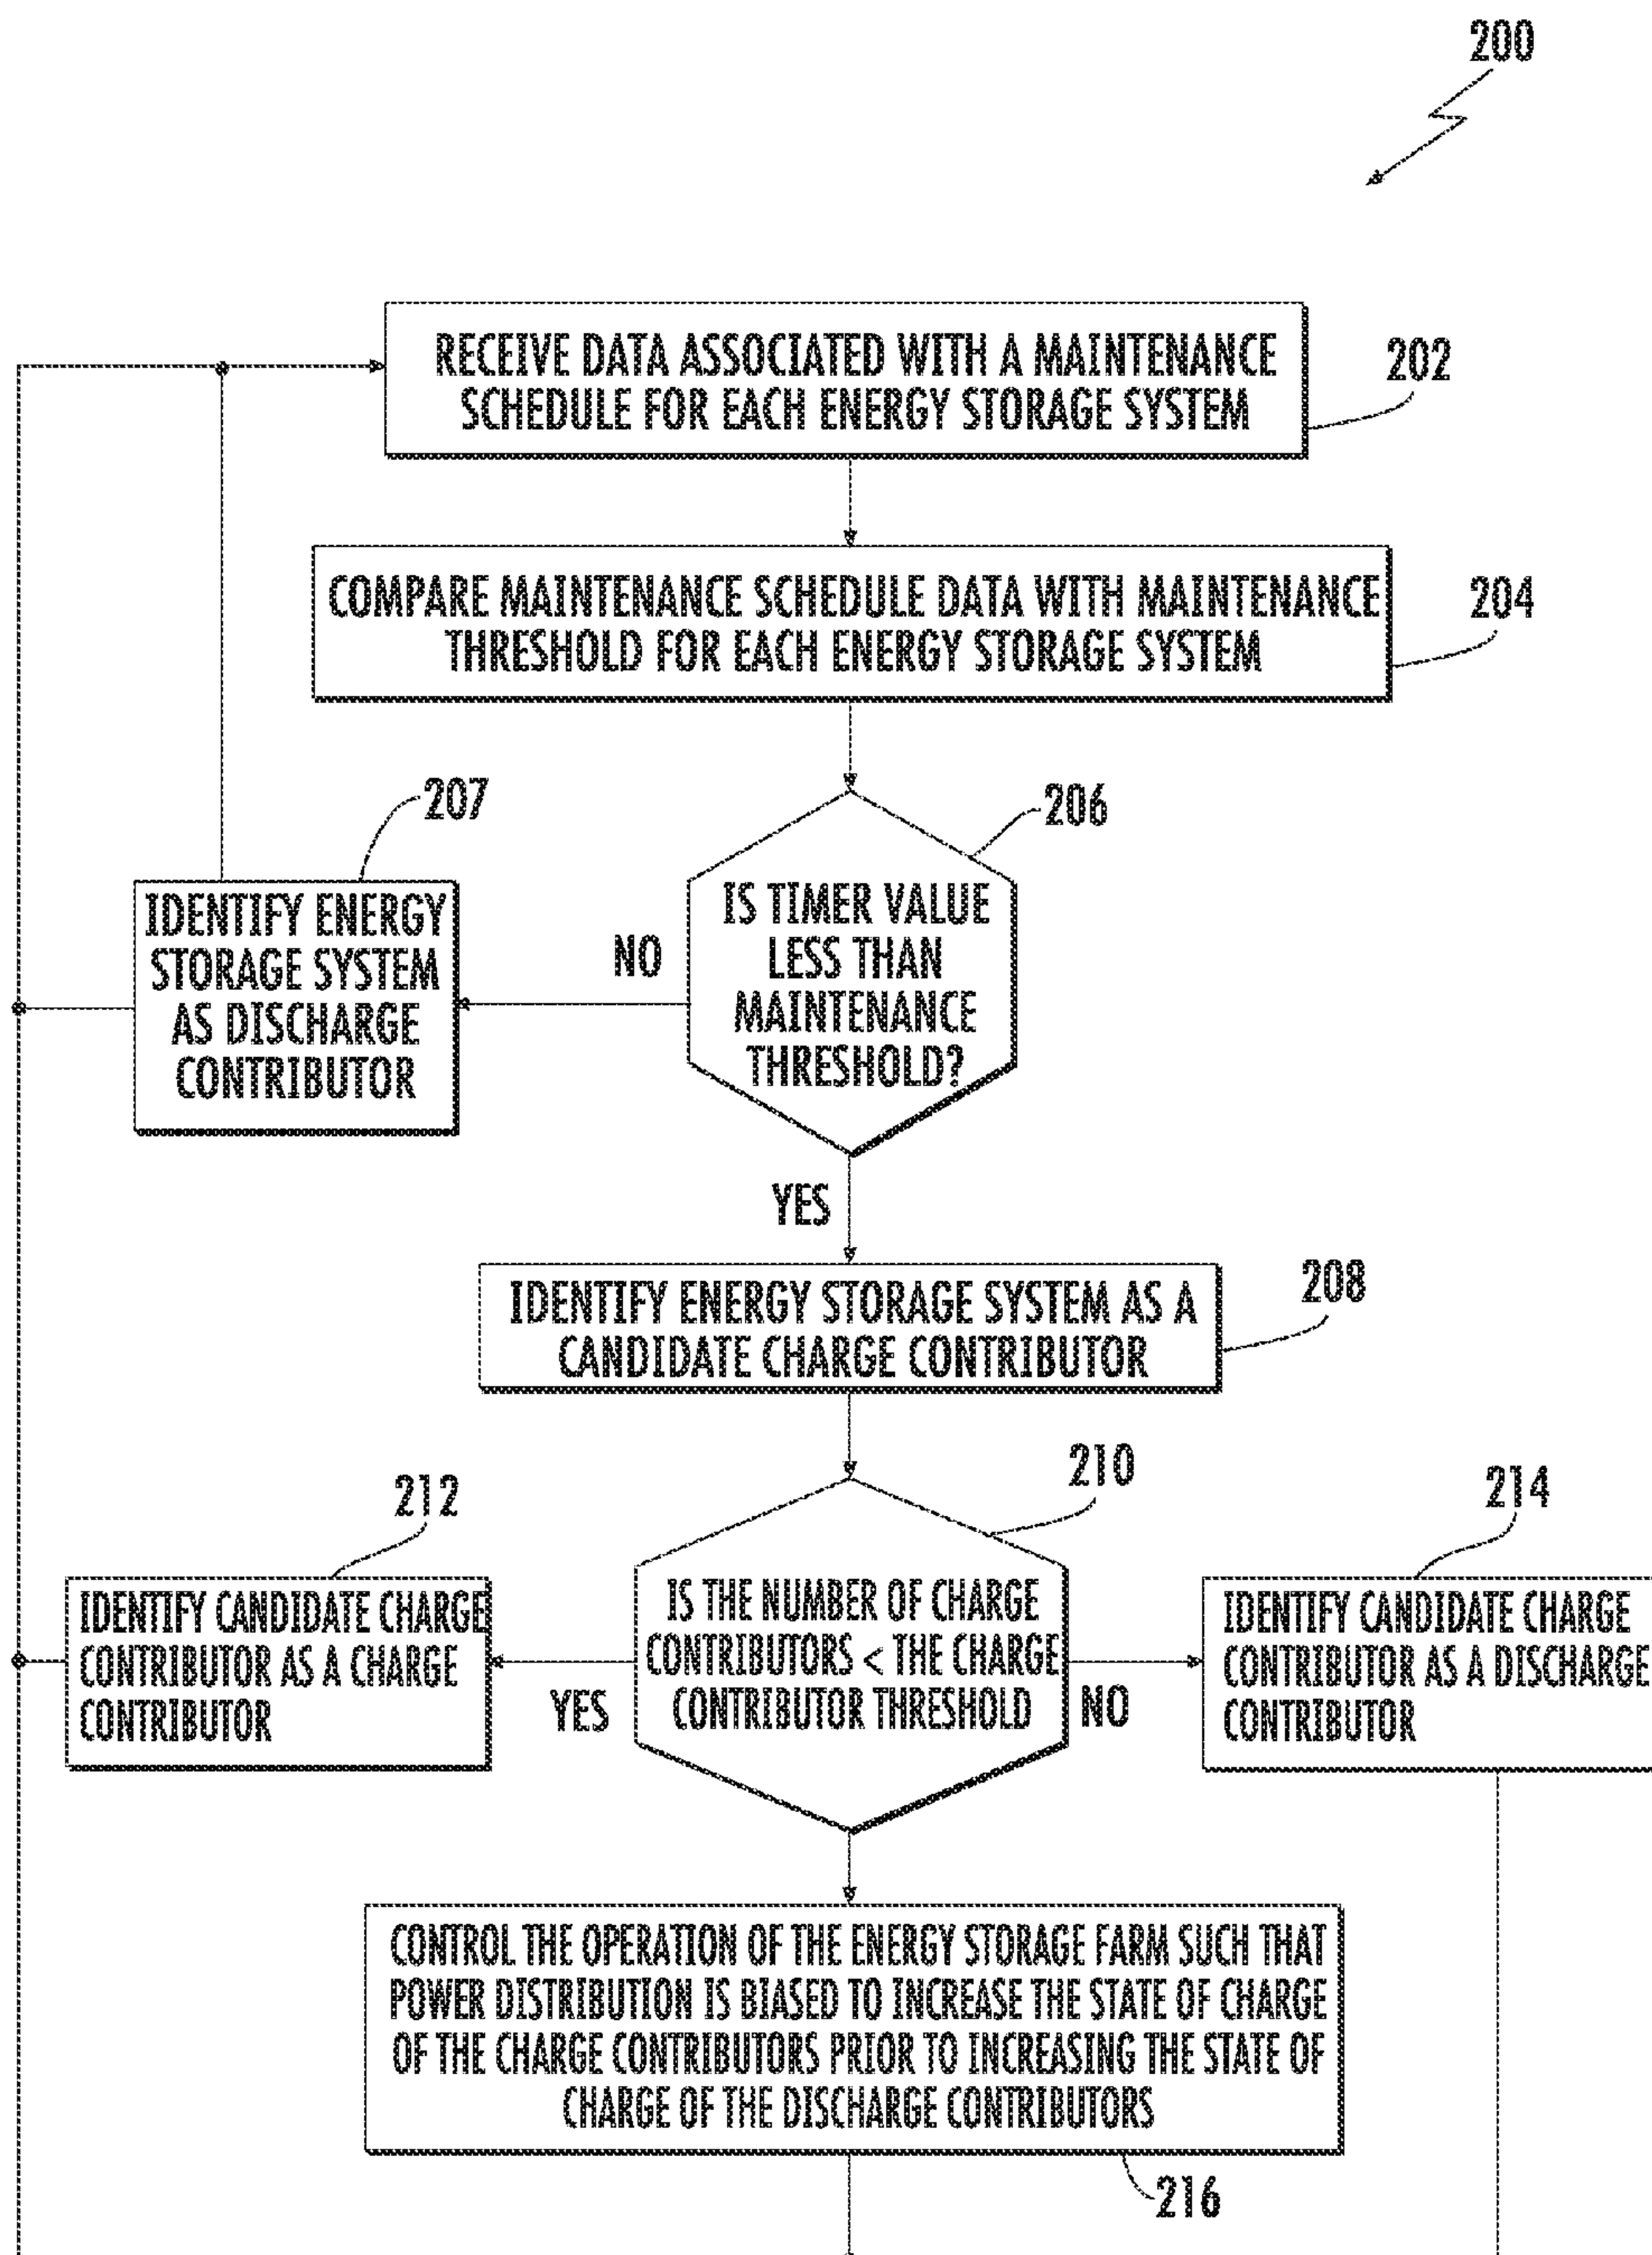 200
RECEIVE DATA ASSOCIATED WITH A MAINTENANCE
SCHEDULE FOR EACH ENERGY STORAGE SYSTEM
202
COMPARE MAINTENANCE SCHEDULE DATA WITH MAINTENANCE
THRESHOLD FOR EACH ENERGY STORAGE SYSTEM
204
207
206
IDENTIFY ENERGY
STORAGE SYSTEM
AS DISCHARGE
CONTRIBUTOR
NO
IS TIMER VALUE
LESS THAN
MAINTENANCE
THRESHOLD?
YES
IDENTIFY ENERGY STORAGE SYSTEM AS A
CANDIDATE CHARGE CONTRIBUTOR
208
212
210
214
IDENTIFY CANDIDATE CHARGE
CONTRIBUTOR AS A CHARGE
CONTRIBUTOR
YES
IS THE NUMBER OF CHARGE
CONTRIBUTORS < THE CHARGE
CONTRIBUTOR THRESHOLD
NO
IDENTIFY CANDIDATE CHARGE
CONTRIBUTOR AS A DISCHARGE
CONTRIBUTOR
CONTROL THE OPERATION OF THE ENERGY STORAGE FARM SUCH THAT
POWER DISTRIBUTION IS BIASED TO INCREASE THE STATE OF CHARGE
OF THE CHARGE CONTRIBUTORS PRIOR TO INCREASING THE STATE OF
CHARGE OF THE DISCHARGE CONTRIBUTORS
216